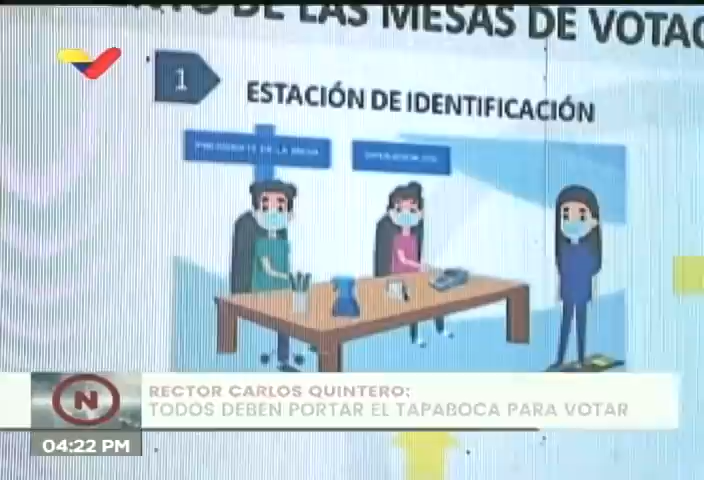 DE LAS MESAS DE
1
ESTACIÓN DE IDENTIFICACIÓN
PRESIDENTE DE LA MESA
RECTOR CARLOS QUINTERO:
TODOS DEBEN PORTAR EL TAPABOCA PARA VOTAR
N
04:22 PM